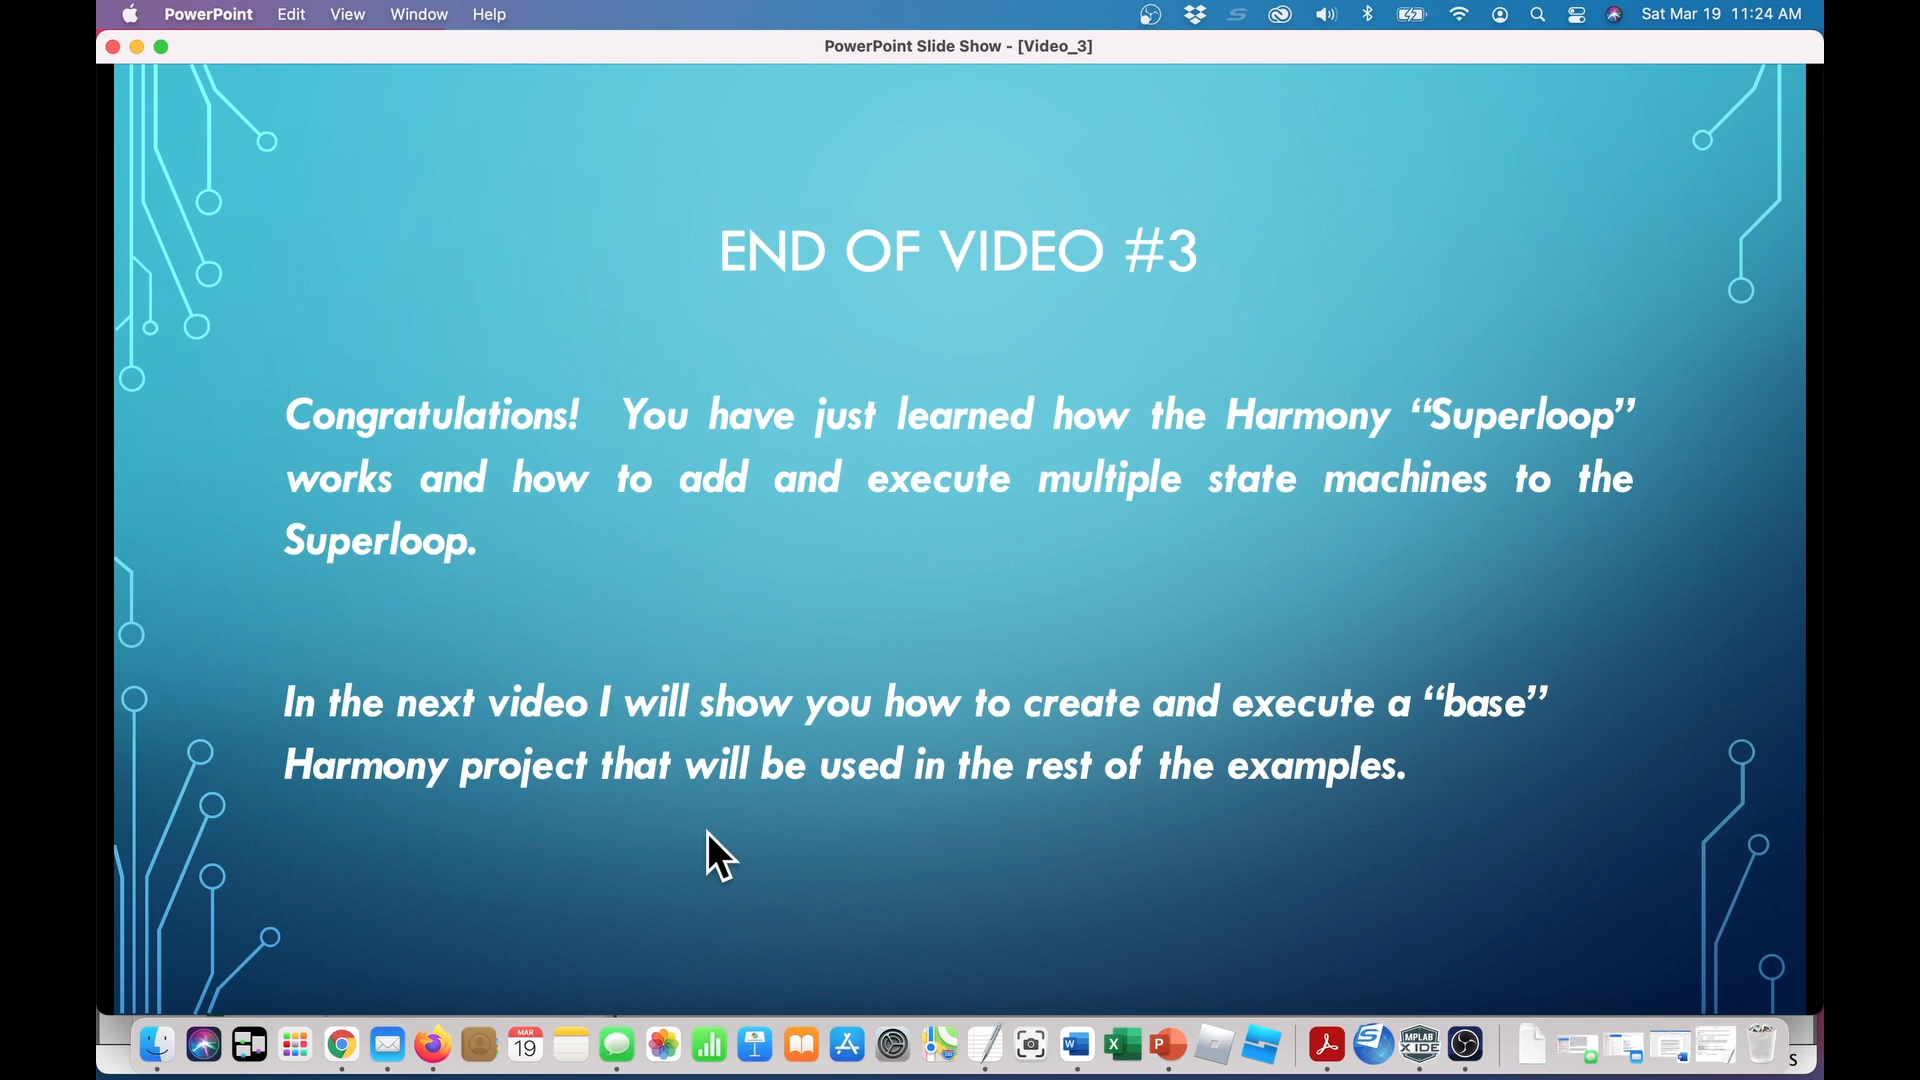 PowerPoint Edit View Window Help Sat Mar 19 11:24 AM
PowerPoint Slide Show - [Video_3]
END OF VIDEO #3
Congratulations! You have just learned how the Harmony “Superloop”
works and how to add and execute multiple state machines to the
Superloop.
In the next video I will show you how to create and execute a “base”
Harmony project that will be used in the rest of the examples.
MAR
19
MPLAB
X IDE
S